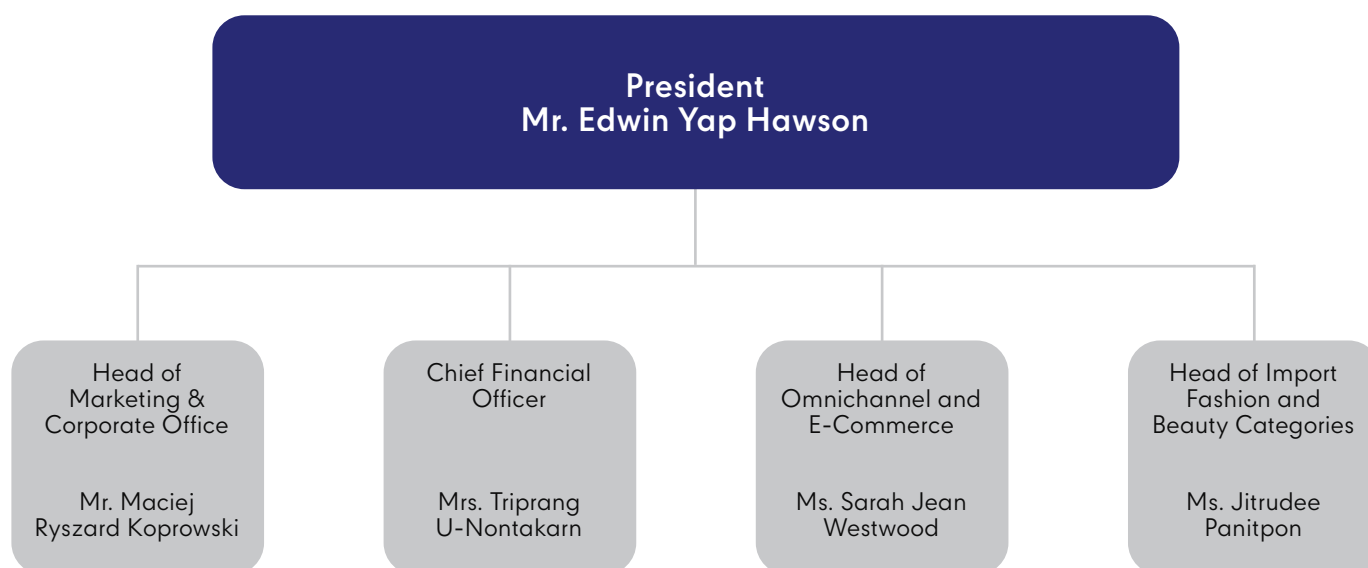 President
Mr. Edwin Yap Hawson
Head of
Marketing &
Corporate Office
Mr. Maciej
Ryszard Koprowski
Chief Financial
Officer
Mrs. Triprang
U-Nontakarn
Head of
Omnichannel and
E-Commerce
Ms. Sarah Jean
Westwood
Head of Import
Fashion and
Beauty Categories
Ms. Jitrudee
Panitpon